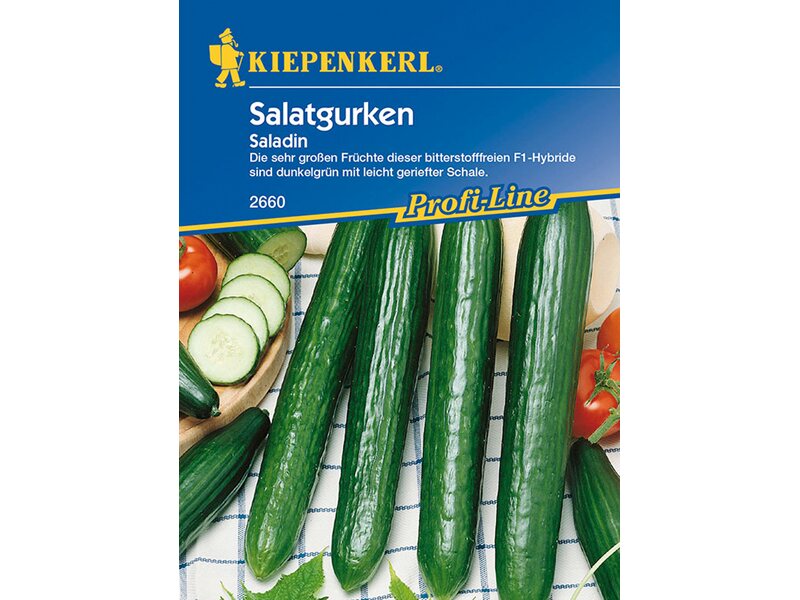 KIEPENKERL®
Salatgurken
Saladin
Die sehr großen Früchte dieser bitterstofffreien F1-Hybride
sind dunkelgrün mit leicht geriefter Schale.
2660
Profi-Line